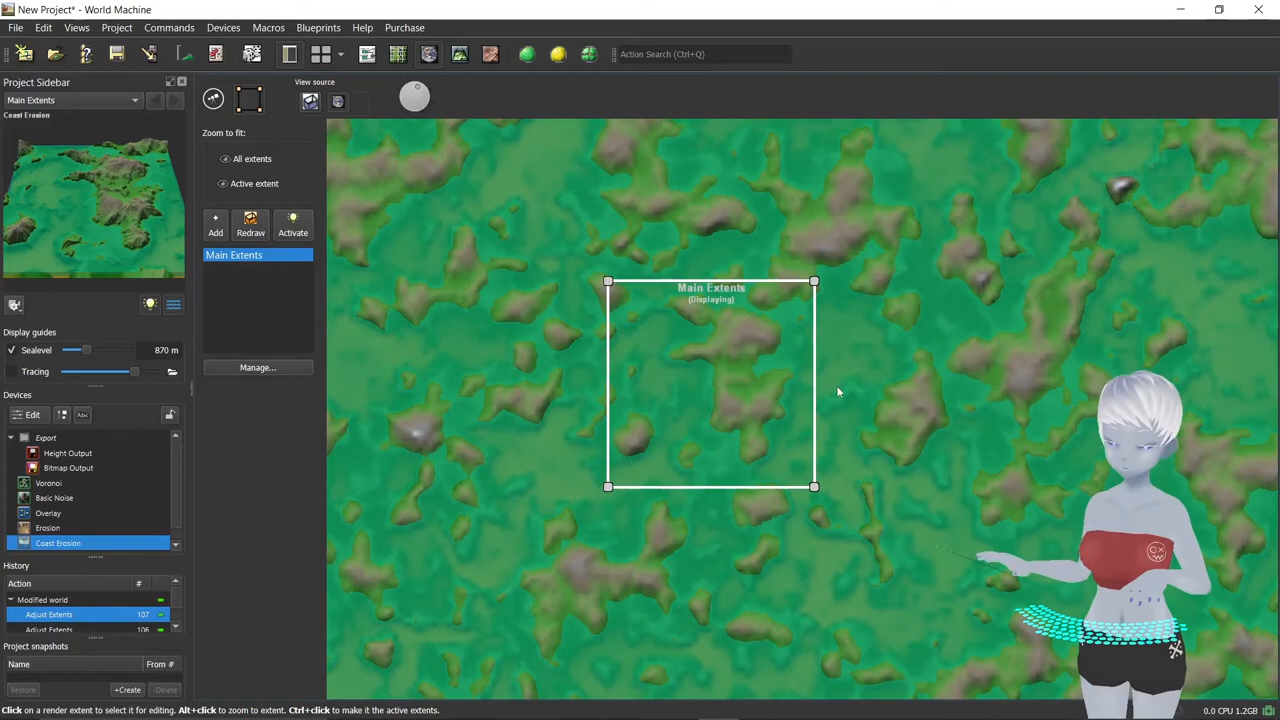 New Project* - World Machine
File Edit Views Project Commands Devices Macros Blueprints Help Purchase
Action Search (Ctrl+Q)
Project Sidebar
Main Extents
Coast Erosion
View source
Zoom to fit:
All extents
Active extent
Add Redraw Activate
Main Extents
Manage...
Main Extents
(Displaying)
Display guides
Sealevel 870 m
Tracing
Devices
Edit Abc
Export
Height Output
Bitmap Output
Voronoi
Basic Noise
Overlay
Erosion
Coast Erosion
History
Action #
Modified world
Adjust Extents 107
Adjust Extents 106
Project snapshots
Name From #
Restore +Create -Delete
Click on a render extent to select it for editing. Alt+click to zoom to extent. Ctrl+click to make it the active extents.
0.0 CPU 1.2GB